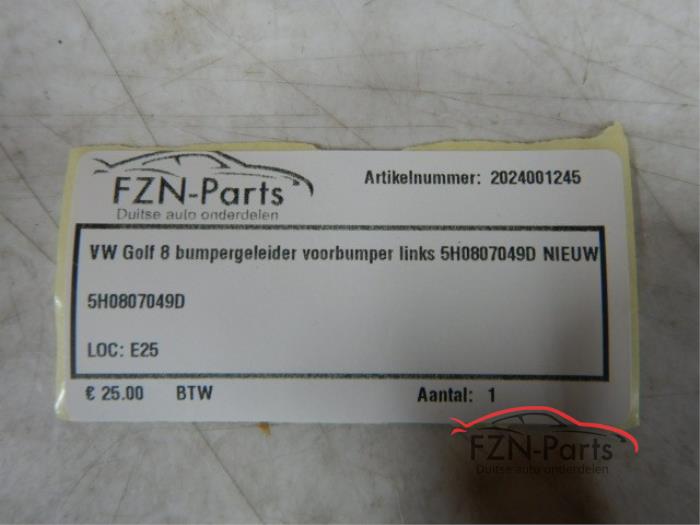 FZN-Parts
Duitse auto onderdelen
Artikelnummer: 2024001245
VW Golf 8 bumpergeleider voorbumper links 5H0807049D NIEUW
5H0807049D
LOC: E25
€ 25.00 BTW Aantal: 1
FZN-Parts
Duitse auto onderdelen